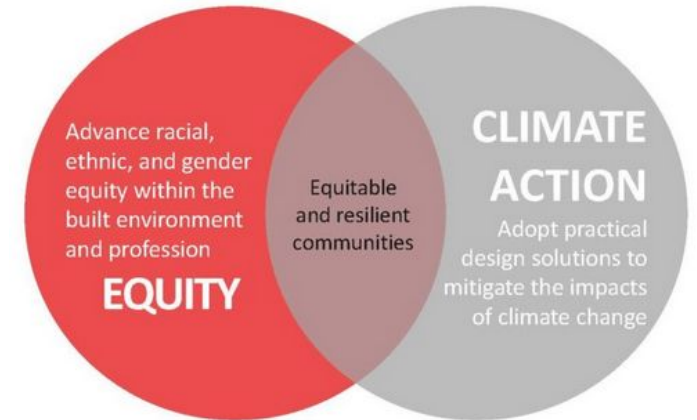 Advance racial,
ethnic, and gender
equity within the
built environment
and profession
EQUITY
Equitable
and resilient
communities
CLIMATE
ACTION
Adopt practical
design solutions to
mitigate the impacts
of climate change